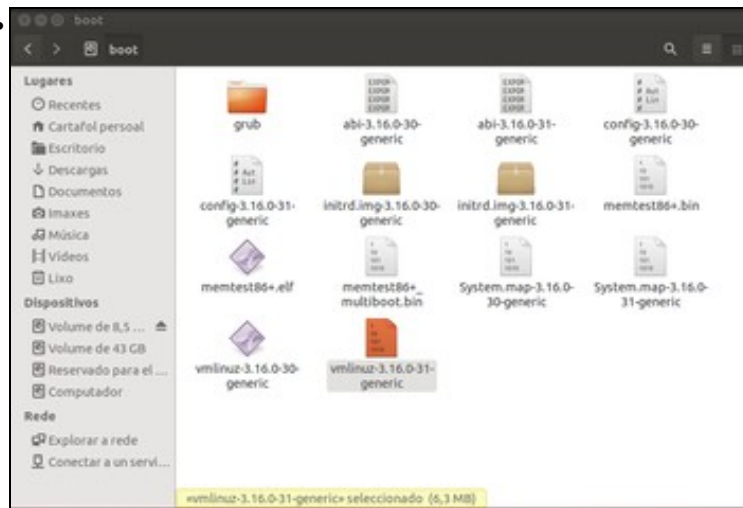 boot
boot
Lugares
Recentes
Cartafol persoal
Escritorio
Descargas
Documentos
Imaxes
Música
Vídeos
Lixo
Dispositivos
Volume de 8,5 ...
Volume de 43 GB
Reservado para el ...
Computador
Rede
Explorar a rede
Conectar a un servi...
grub
abi-3.16.0-30-
generic
abi-3.16.0-31-
generic
config-3.16.0-30-
generic
config-3.16.0-31-
generic
initrd.img-3.16.0-30-
generic
initrd.img-3.16.0-31-
generic
memtest86+.bin
memtest86+.elf
memtest86+_
multiboot.bin
System.map-3.16.0-
30-generic
System.map-3.16.0-
31-generic
vmlinuz-3.16.0-30-
generic
vmlinuz-3.16.0-31-
generic
«vmlinuz-3.16.0-31-generic» seleccionado (6,3 MB)